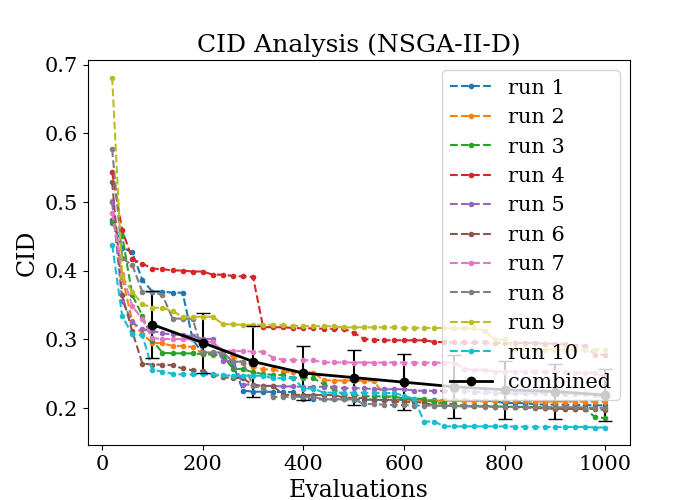 CID Analysis (NSGA-II-D)
0.7
0.6
0.5
0.4
0.3
0.2
CID
run 1
run 2
run 3
run 4
run 5
run 6
run 7
run 8
run 9
run 10
combined
0 200 400 600 800 1000
Evaluations